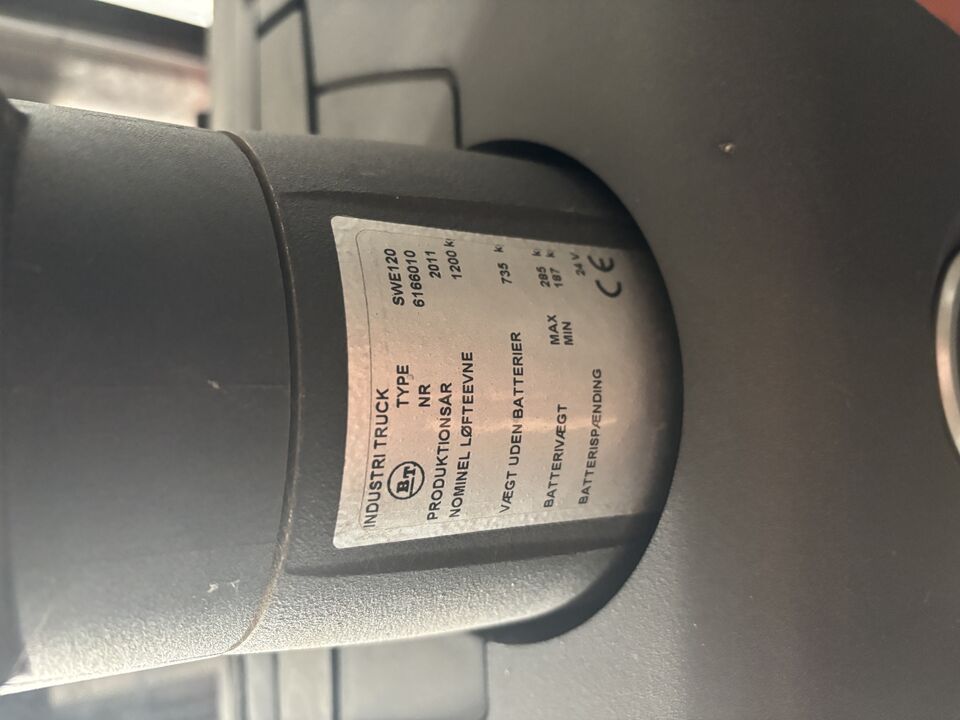 INDUSTRI TRUCK
BT TYPE SWE120
NR 6166010
PRODUKTIONSÅR 2011
NOMINEL LØFTEEVNE 1200 k
VÆGT UDEN BATTERIER 735 k
BATTERIVÆGT MAX 285 k
MIN 187 k
BATTERISPÆNDING 24 V
CE